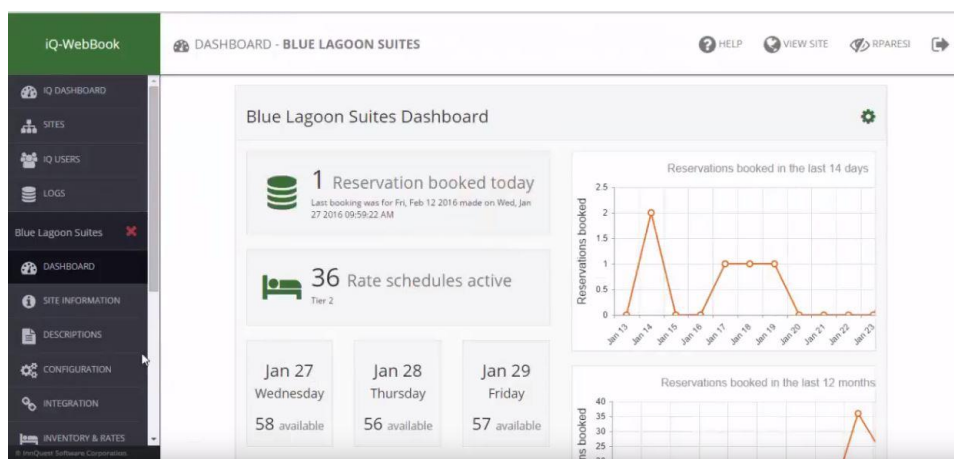 iQ-WebBook
DASHBOARD - BLUE LAGOON SUITES
HELP
VIEW SITE
RPARESI
IQ DASHBOARD
SITES
IQ USERS
LOGS
Blue Lagoon Suites
DASHBOARD
SITE INFORMATION
DESCRIPTIONS
CONFIGURATION
INTEGRATION
INVENTORY & RATES
© InnQuest Software Corporation
Blue Lagoon Suites Dashboard
1 Reservation booked today
Last booking was for Fri, Feb 12 2016 made on Wed, Jan
27 2016 09:59:22 AM
36 Rate schedules active
Tier 2
Jan 27
Wednesday
58 available
Jan 28
Thursday
56 available
Jan 29
Friday
57 available
Reservations booked in the last 14 days
Reservations booked
2.5
2
1.5
1
0.5
0
Jan 13
Jan 14
Jan 15
Jan 16
Jan 17
Jan 18
Jan 19
Jan 20
Jan 21
Jan 22
Jan 23
Reservations booked in the last 12 months
ns booked
40
35
30
25